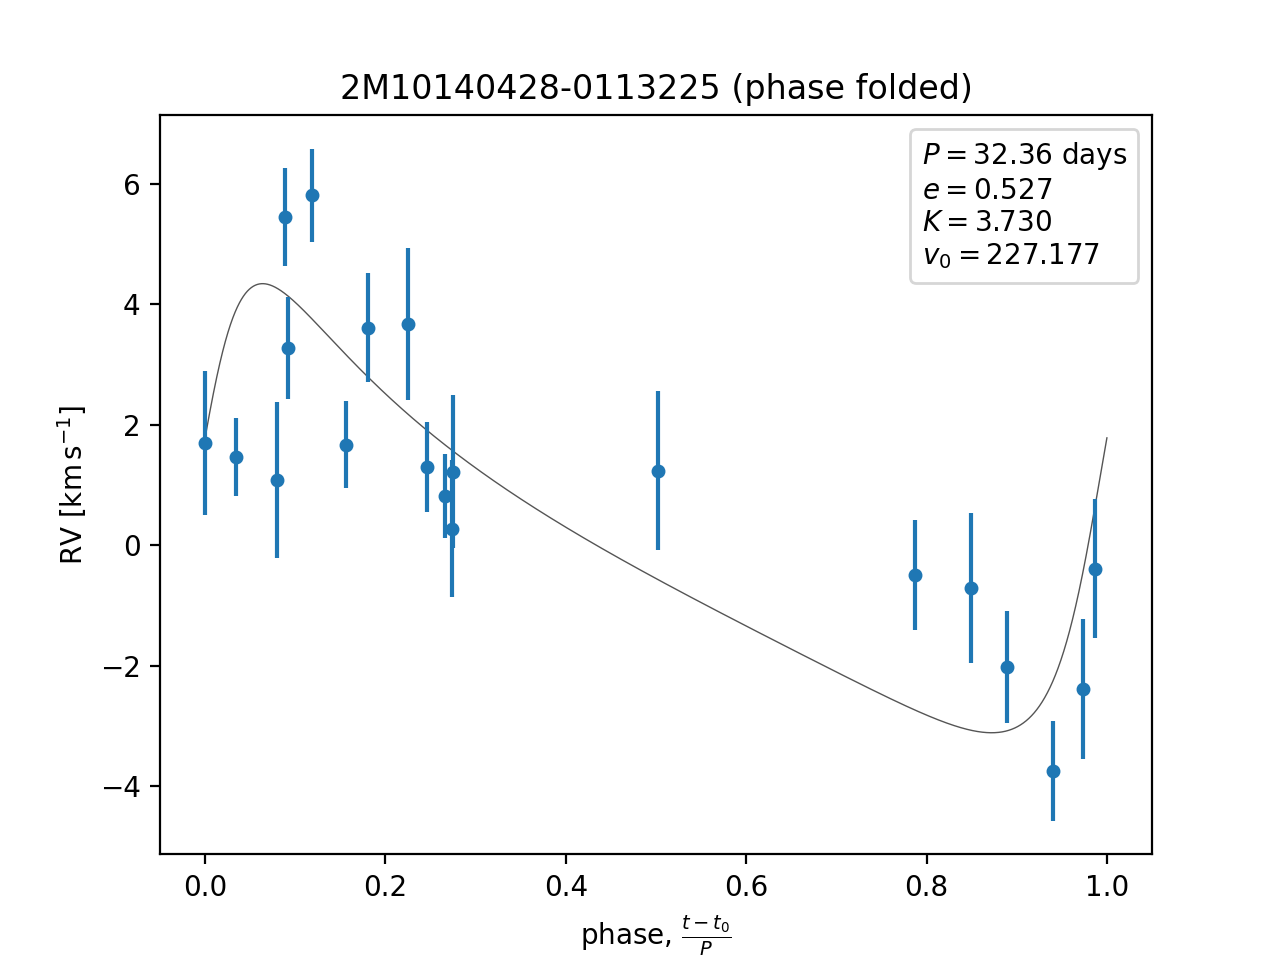 2M10140428-0113225 (phase folded)
P = 32.36 days
e = 0.527
K = 3.730
v₀ = 227.177
RV [km s⁻¹]
6
4
2
0
−2
−4
0.0 0.2 0.4 0.6 0.8 1.0
phase, (t − t₀)/P